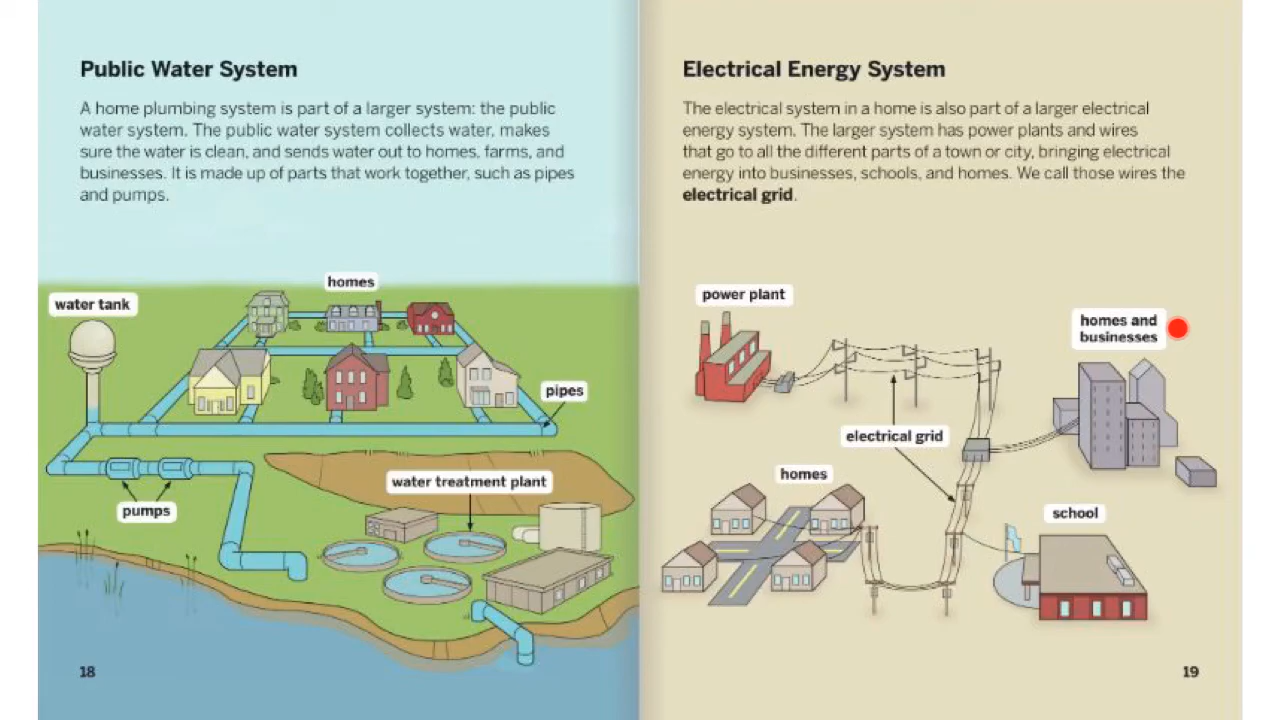 Public Water System
A home plumbing system is part of a larger system: the public
water system. The public water system collects water, makes
sure the water is clean, and sends water out to homes, farms, and
businesses. It is made up of parts that work together, such as pipes
and pumps.
homes
water tank
pipes
water treatment plant
pumps
18
Electrical Energy System
The electrical system in a home is also part of a larger electrical
energy system. The larger system has power plants and wires
that go to all the different parts of a town or city, bringing electrical
energy into businesses, schools, and homes. We call those wires the
electrical grid.
power plant
homes and
businesses
electrical grid
homes
school
19